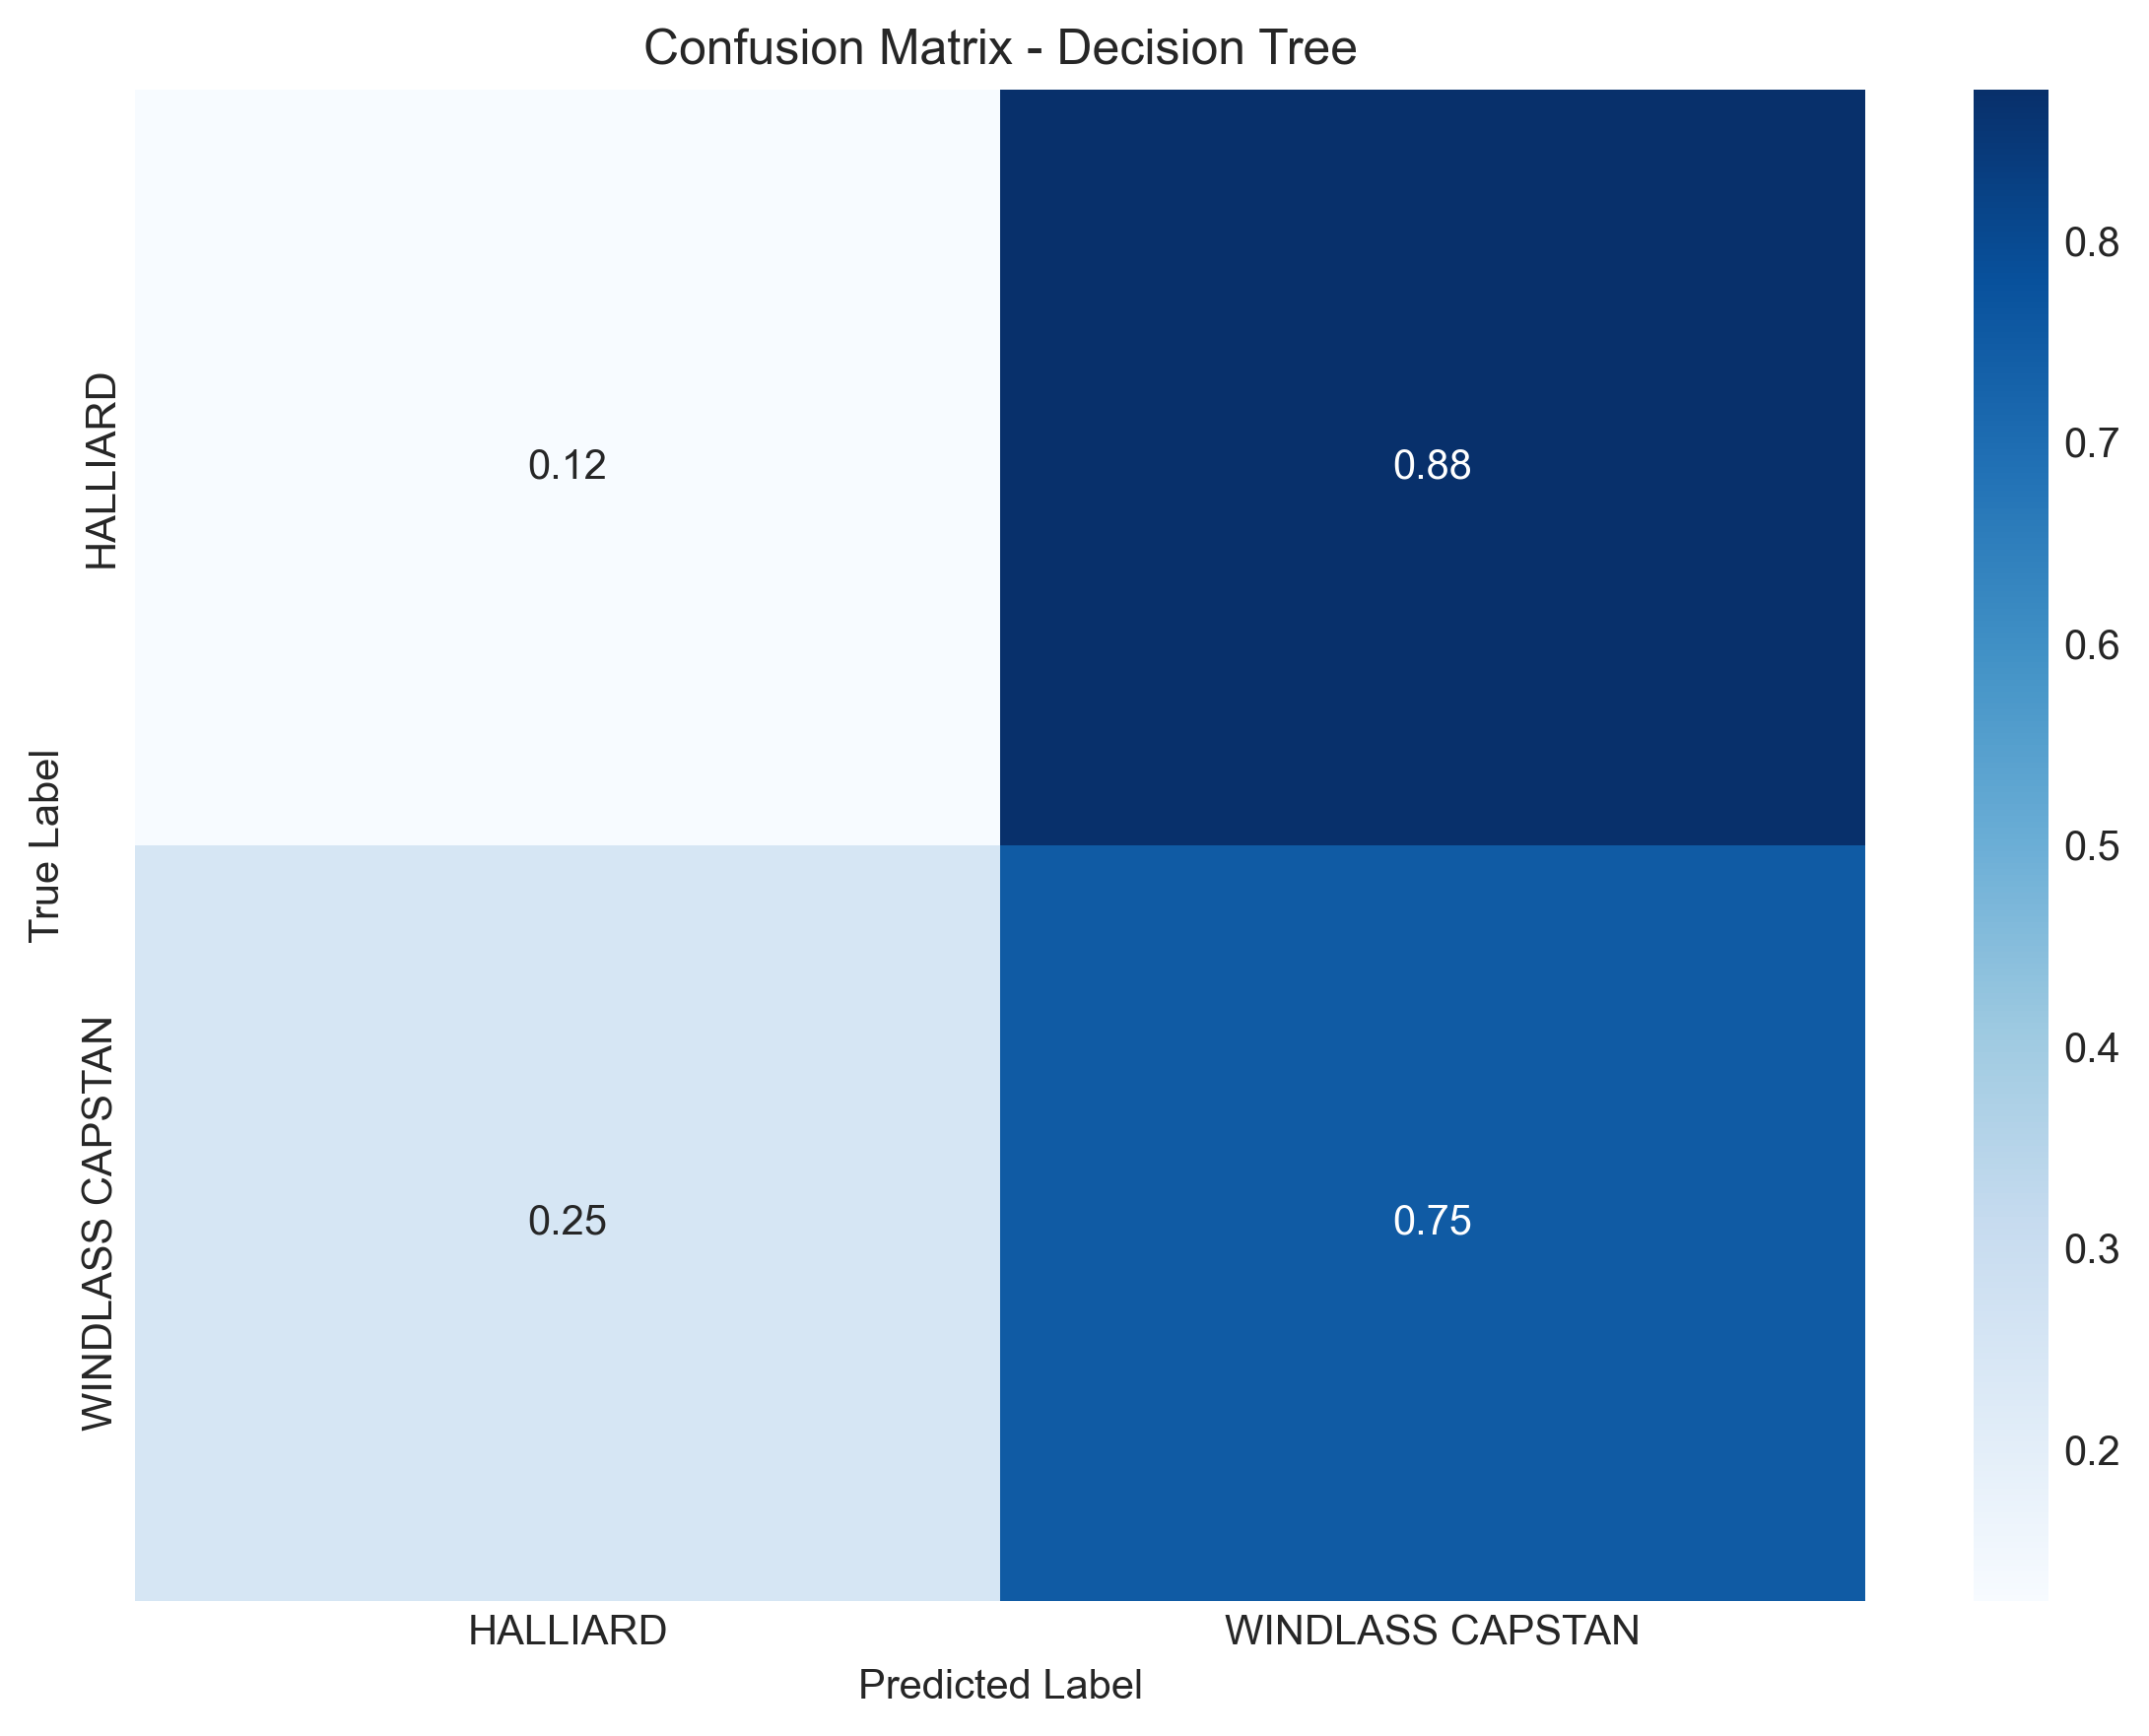 Confusion Matrix - Decision Tree
True Label
HALLIARD
WINDLASS CAPSTAN
0.12
0.88
0.25
0.75
HALLIARD
WINDLASS CAPSTAN
Predicted Label
0.8
0.7
0.6
0.5
0.4
0.3
0.2